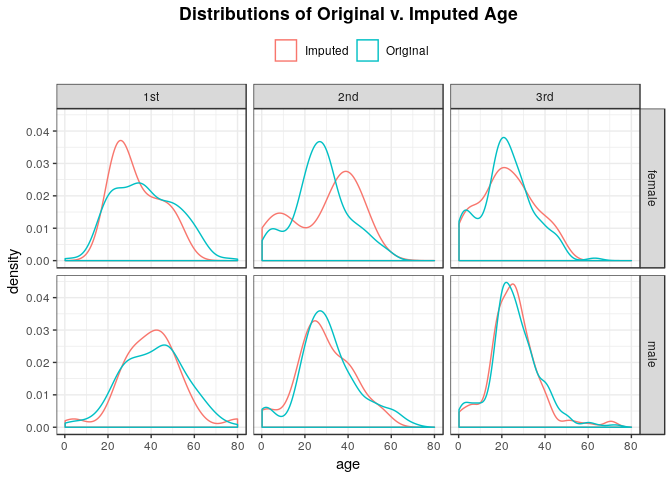 Distributions of Original v. Imputed Age
Imputed Original
1st 2nd 3rd
0.04
0.03
0.02
0.01
0.00
female
0.04
0.03
0.02
0.01
0.00
male
density
0 20 40 60 80 0 20 40 60 80 0 20 40 60 80
age